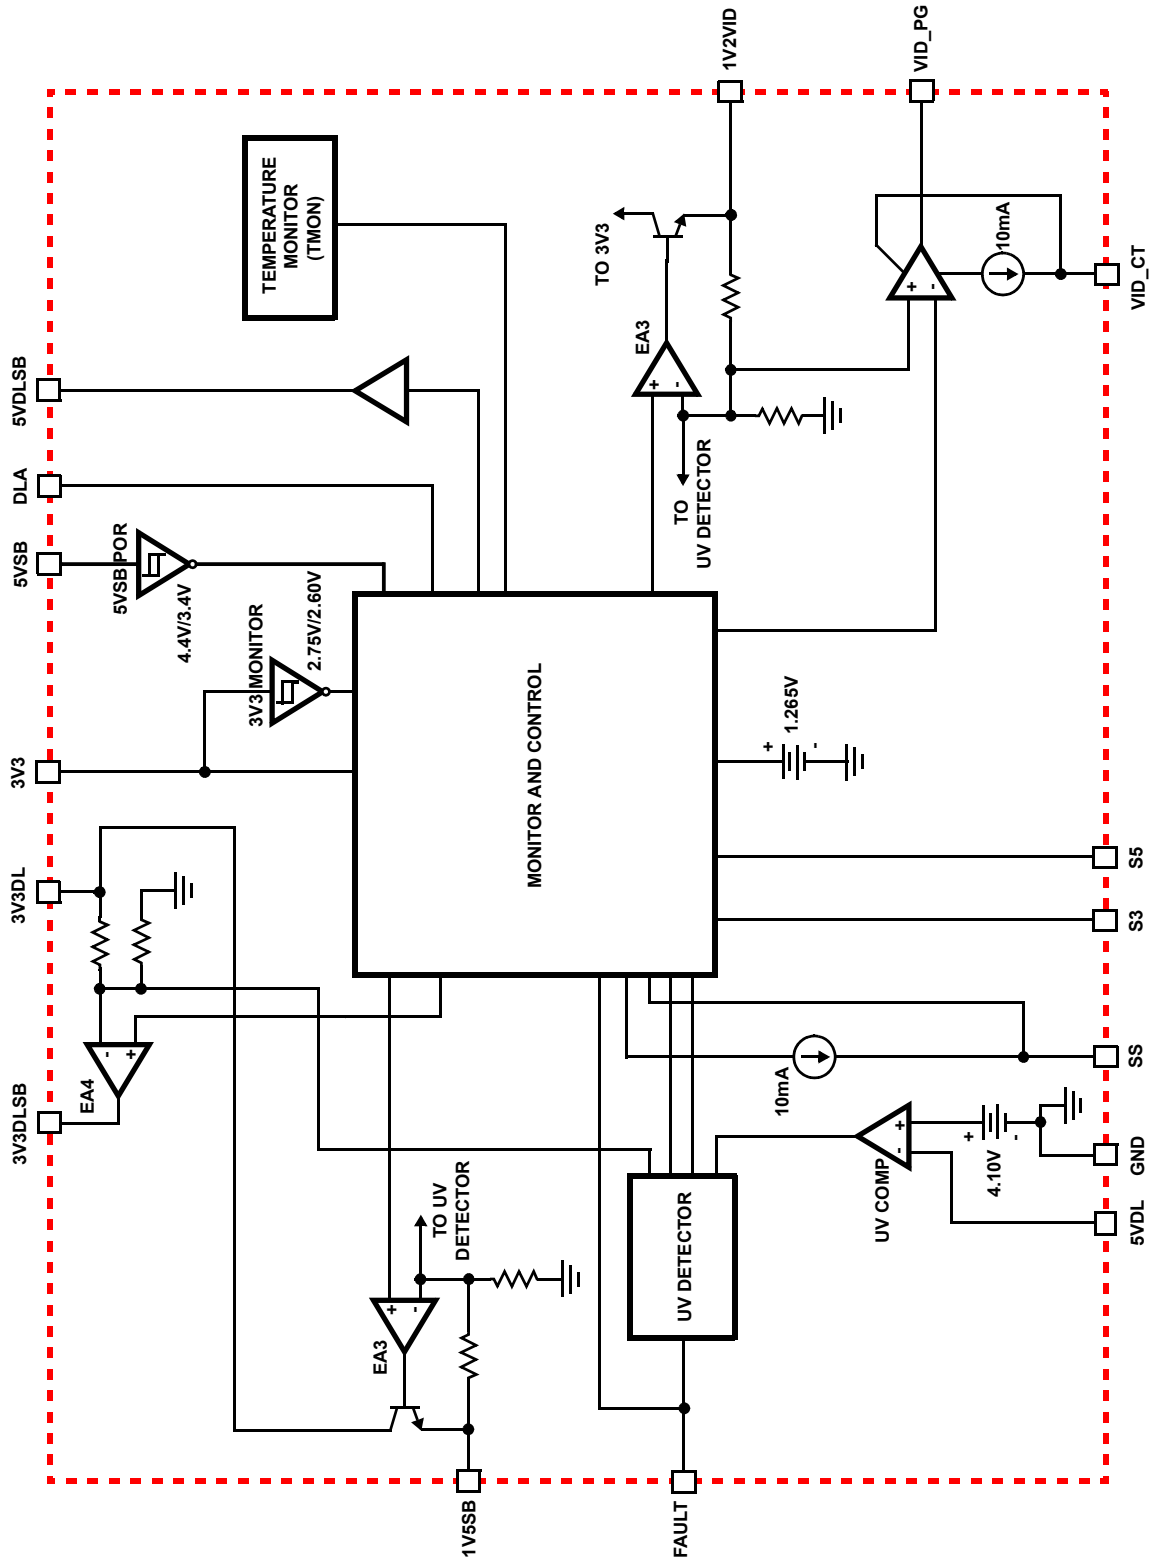 3V3DLSB
3V3DL
3V3
5VSB
DLA
5VDLSB
EA4
-
+
3V3 MONITOR
2.75V/2.60V
5VSB POR
4.4V/3.4V
TEMPERATURE
MONITOR
(TMON)
1V5SB
EA3
+
-
TO UV
DETECTOR
MONITOR AND CONTROL
EA3
+
-
TO 3V3
TO
UV DETECTOR
1V2VID
FAULT
UV DETECTOR
UV COMP
-
+
4.10V
+
-
10mA
1.265V
+
-
+
-
10mA
VID_PG
5VDL
GND
SS
S3
S5
VID_CT